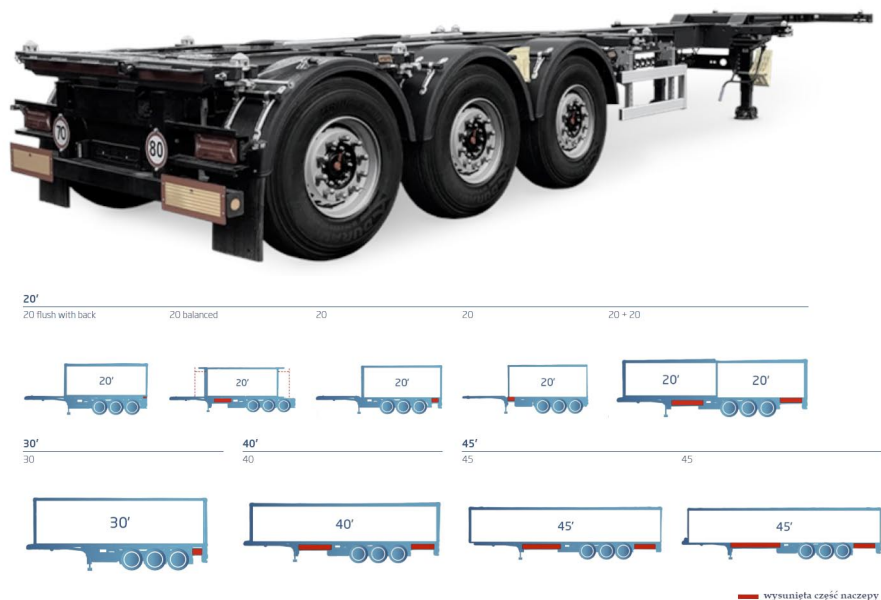 70
80
20'
20 flush with back 20 balanced 20 20 20 + 20
20' 20' 20' 20' 20' 20'
30' 40' 45'
30 40 45 45
30' 40' 45' 45'
wysunięta część naczepy